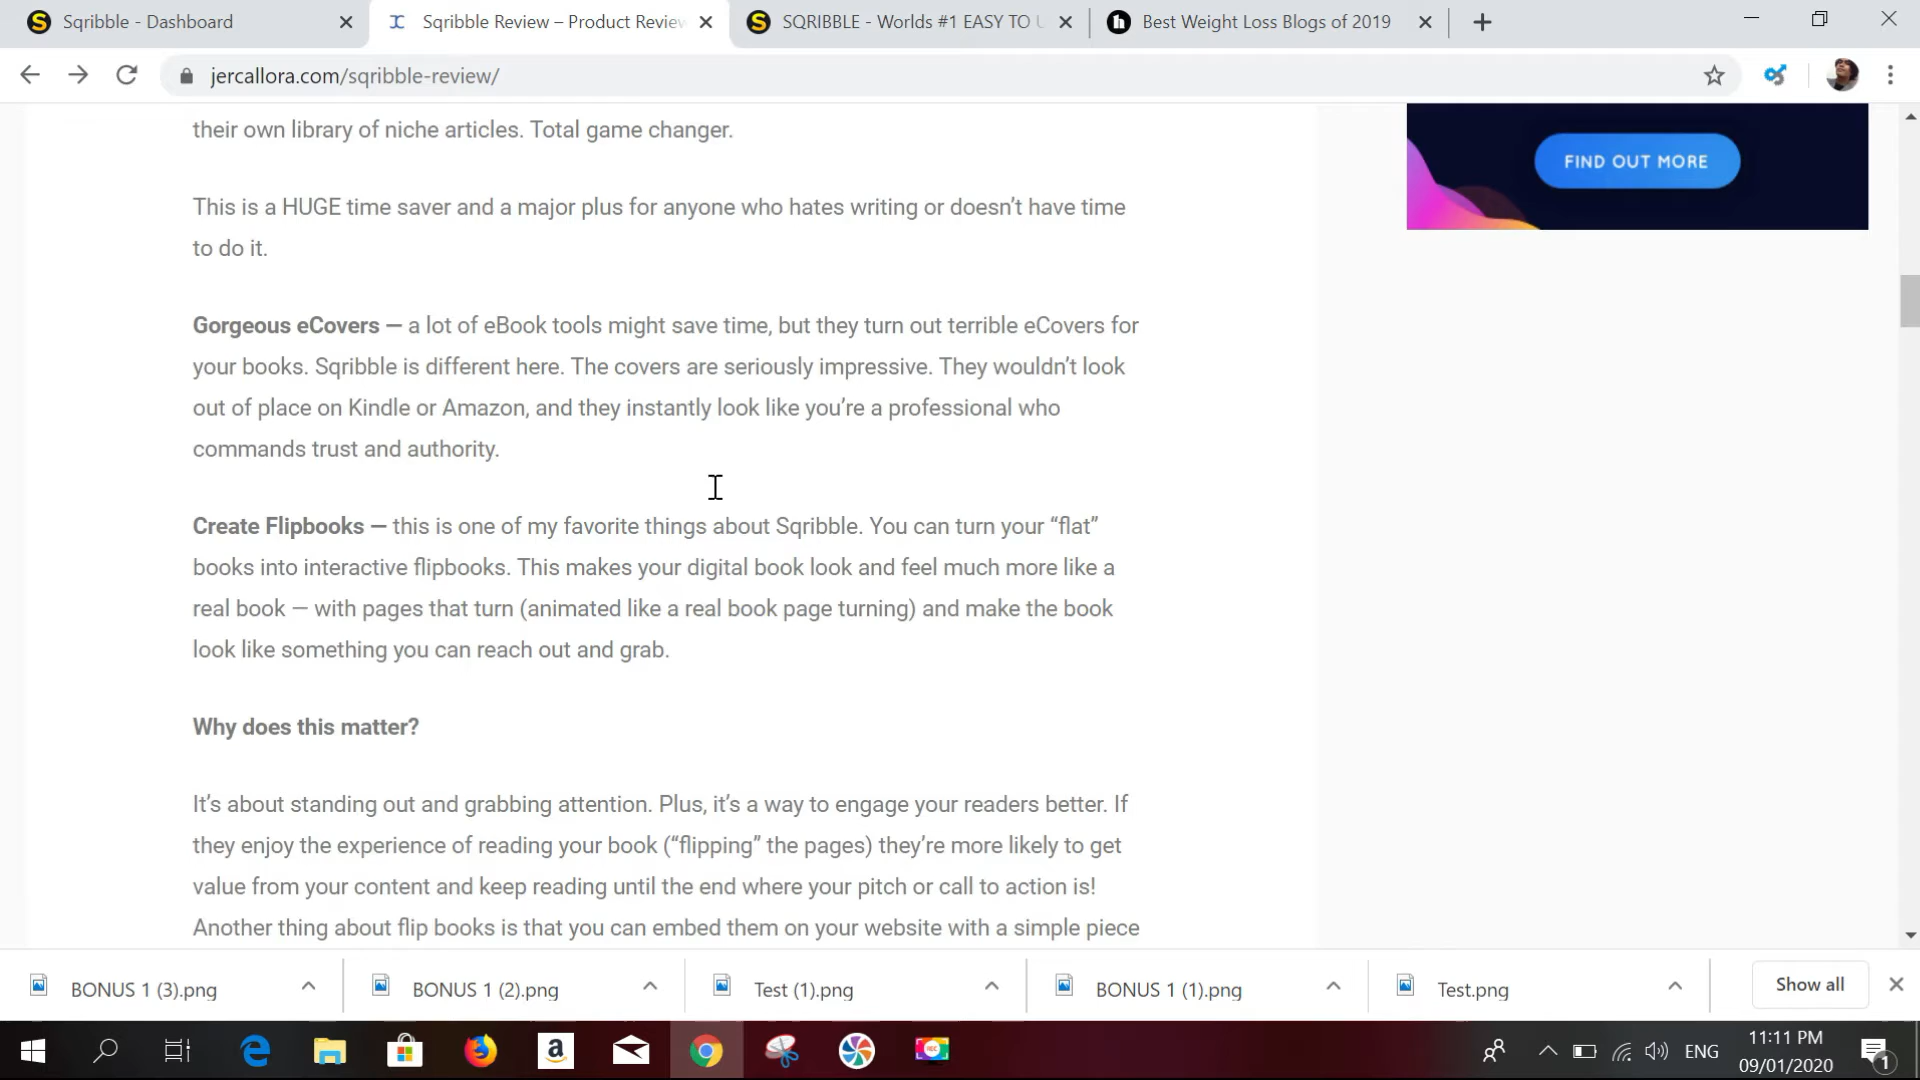 Sqribble - Dashboard
Sqribble Review – Product Review
SQRIBBLE - Worlds #1 EASY TO U
Best Weight Loss Blogs of 2019
jercallora.com/sqribble-review/
their own library of niche articles. Total game changer.
FIND OUT MORE
This is a HUGE time saver and a major plus for anyone who hates writing or doesn’t have time
to do it.
Gorgeous eCovers — a lot of eBook tools might save time, but they turn out terrible eCovers for
your books. Sqribble is different here. The covers are seriously impressive. They wouldn’t look
out of place on Kindle or Amazon, and they instantly look like you’re a professional who
commands trust and authority.
Create Flipbooks — this is one of my favorite things about Sqribble. You can turn your “flat”
books into interactive flipbooks. This makes your digital book look and feel much more like a
real book — with pages that turn (animated like a real book page turning) and make the book
look like something you can reach out and grab.
Why does this matter?
It’s about standing out and grabbing attention. Plus, it’s a way to engage your readers better. If
they enjoy the experience of reading your book (“flipping” the pages) they’re more likely to get
value from your content and keep reading until the end where your pitch or call to action is!
Another thing about flip books is that you can embed them on your website with a simple piece
BONUS 1 (3).png
BONUS 1 (2).png
Test (1).png
BONUS 1 (1).png
Test.png
Show all
ENG
11:11 PM
09/01/2020
1